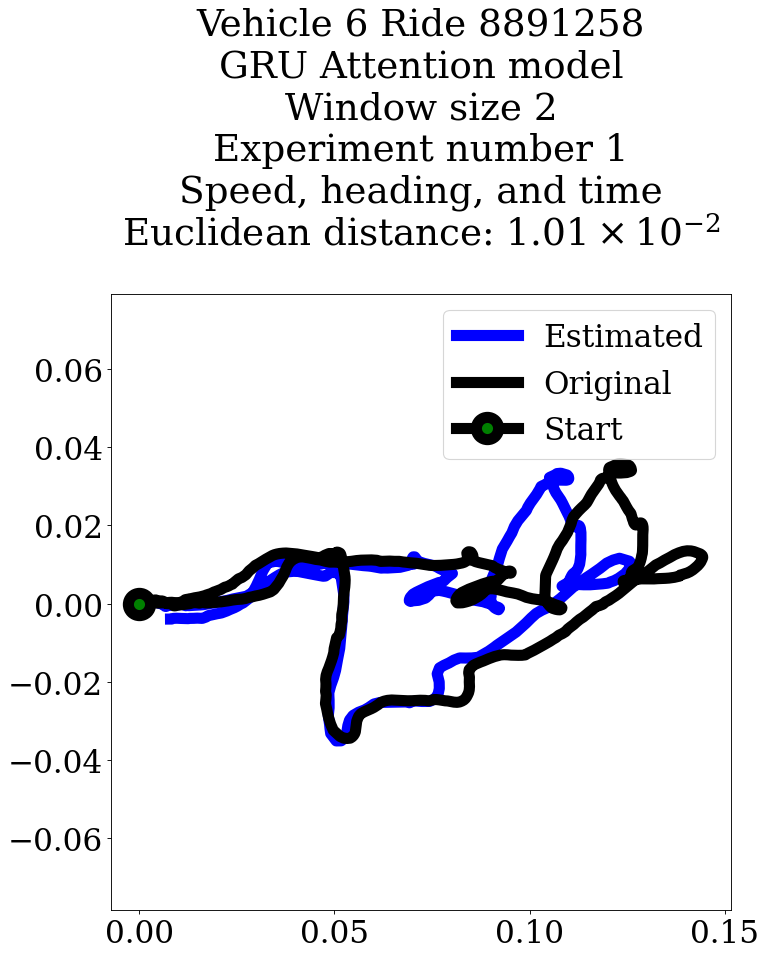 Vehicle 6 Ride 8891258
GRU Attention model
Window size 2
Experiment number 1
Speed, heading, and time
Euclidean distance: 1.01 × 10⁻²
Estimated
Original
Start
0.06
0.04
0.02
0.00
−0.02
−0.04
−0.06
0.00 0.05 0.10 0.15